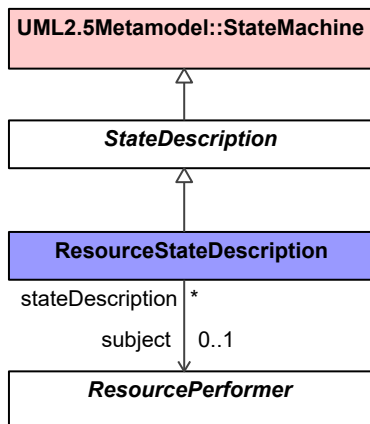 UML2.5Metamodel::StateMachine
StateDescription
ResourceStateDescription
stateDescription *
subject 0..1
ResourcePerformer